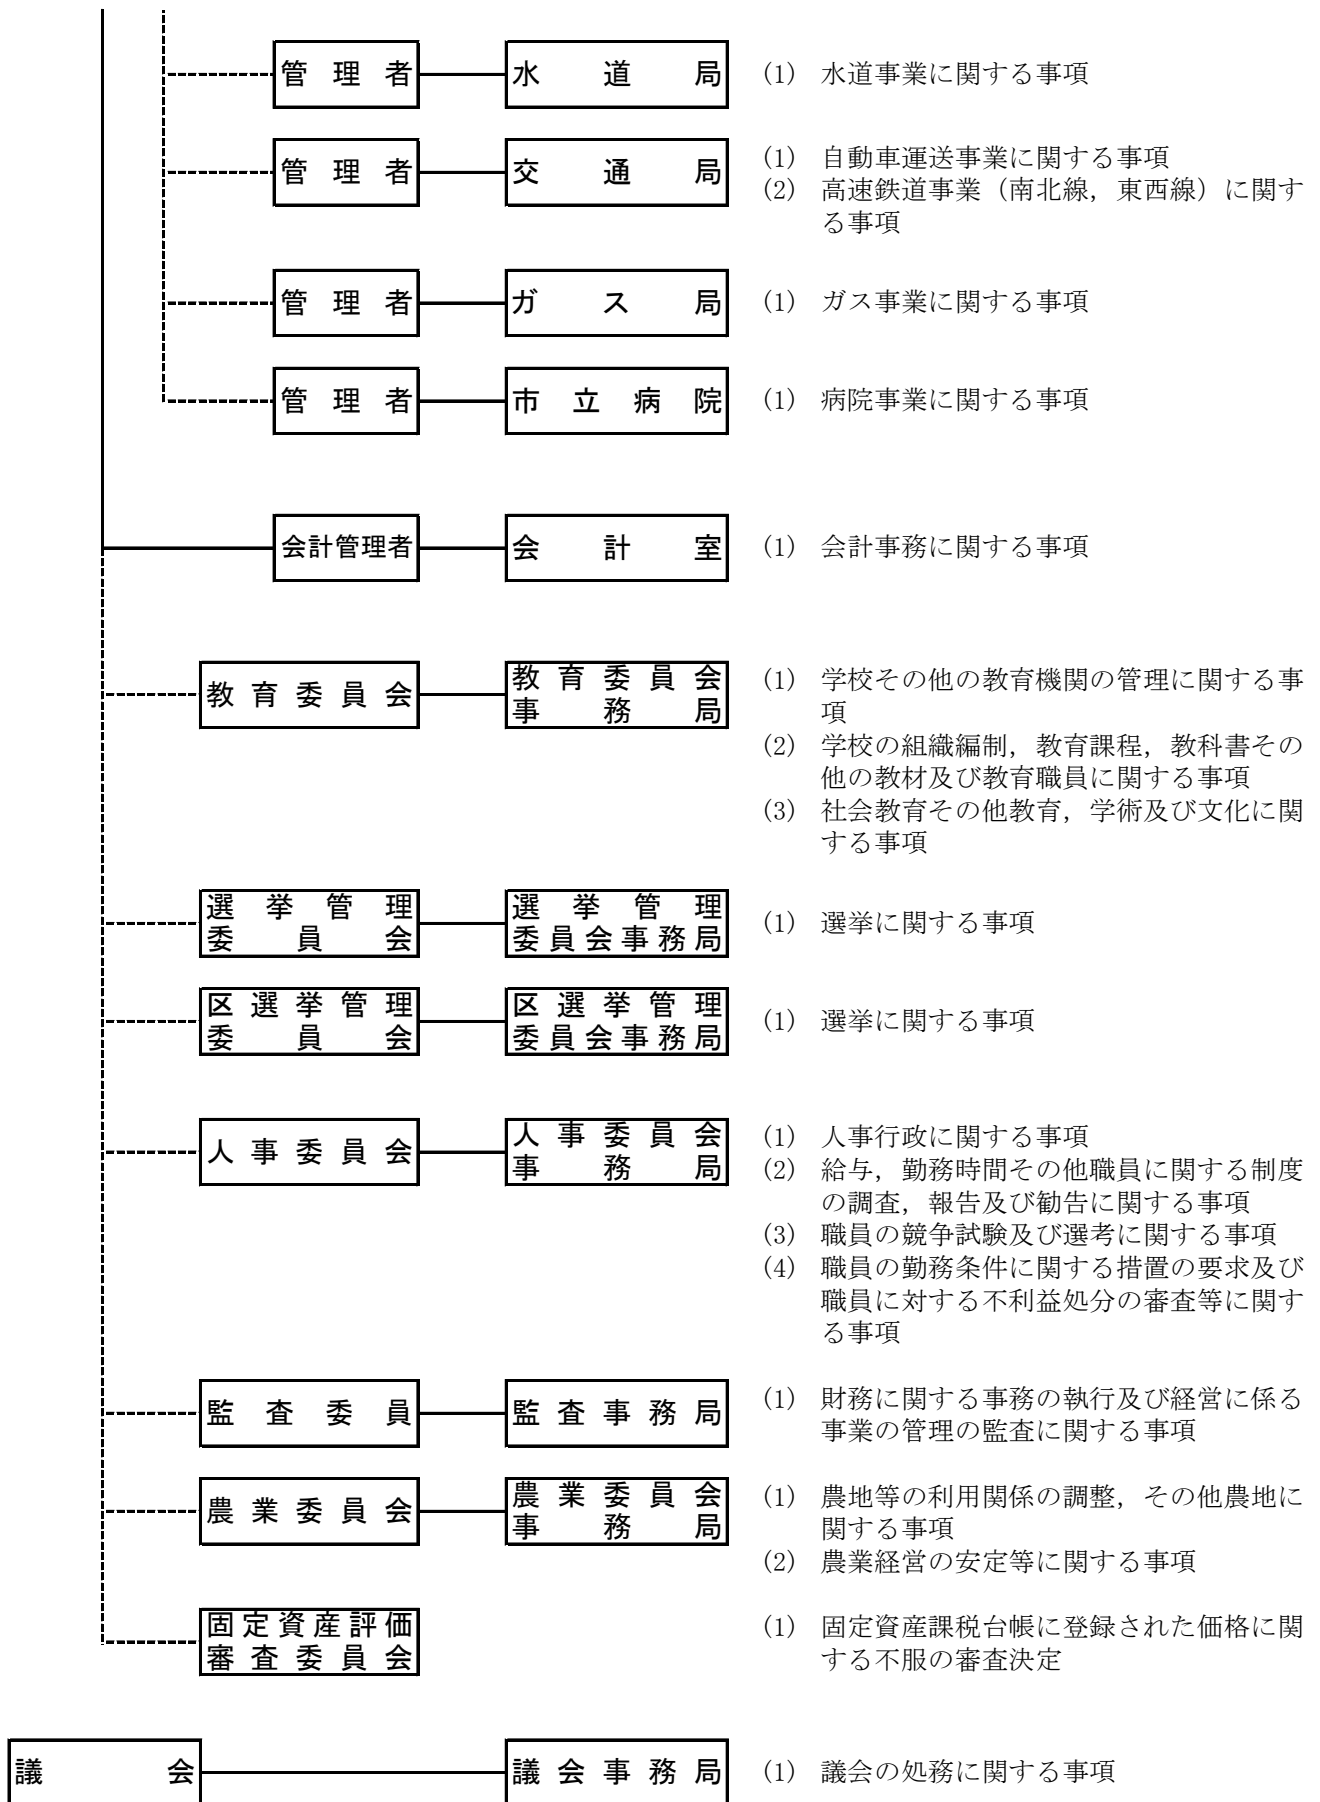 管理者 水道局 (1) 水道事業に関する事項
管理者 交通局 (1) 自動車運送事業に関する事項
(2) 高速鉄道事業（南北線，東西線）に関す
る事項
管理者 ガス局 (1) ガス事業に関する事項
管理者 市立病院 (1) 病院事業に関する事項
会計管理者 会計室 (1) 会計事務に関する事項
教育委員会
教育委員会
事務局
(1) 学校その他の教育機関の管理に関する事
項
(2) 学校の組織編制，教育課程，教科書その
他の教材及び教育職員に関する事項
(3) 社会教育その他教育，学術及び文化に関
する事項
選挙管理
委員会
選挙管理
委員会事務局
(1) 選挙に関する事項
区選挙管理
委員会
区選挙管理
委員会事務局
(1) 選挙に関する事項
人事委員会
人事委員会
事務局
(1) 人事行政に関する事項
(2) 給与，勤務時間その他職員に関する制度
の調査，報告及び勧告に関する事項
(3) 職員の競争試験及び選考に関する事項
(4) 職員の勤務条件に関する措置の要求及び
職員に対する不利益処分の審査等に関す
る事項
監査委員 監査事務局
(1) 財務に関する事務の執行及び経営に係る
事業の管理の監査に関する事項
農業委員会
農業委員会
事務局
(1) 農地等の利用関係の調整，その他農地に
関する事項
(2) 農業経営の安定等に関する事項
固定資産評価
審査委員会
(1) 固定資産課税台帳に登録された価格に関
する不服の審査決定
議会 議会事務局 (1) 議会の処務に関する事項